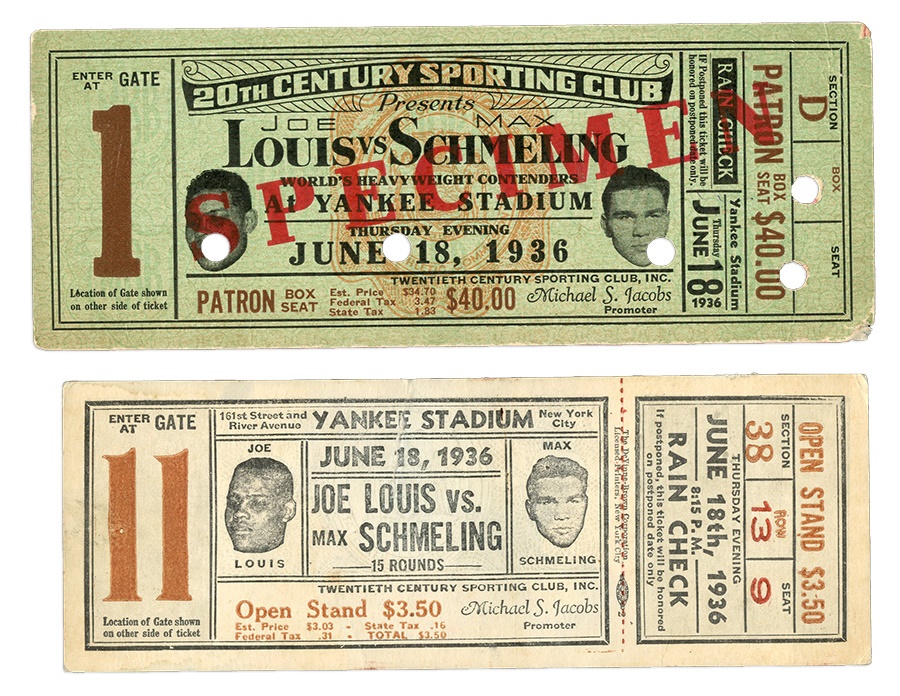 ENTER AT GATE
1
Location of Gate shown
on other side of ticket
20TH CENTURY SPORTING CLUB
Presents
JOE MAX
LOUIS VS SCHMELING
WORLD'S HEAVYWEIGHT CONTENDERS
At YANKEE STADIUM
THURSDAY EVENING
JUNE 18, 1936
SPECIMEN
TWENTIETH CENTURY SPORTING CLUB, INC.
PATRON BOX SEAT
Est. Price $34.70
Federal Tax 3.47
State Tax 1.83
$40.00
Michael S. Jacobs
Promoter
RAIN CHECK
IF Postponed this ticket will be
honored on postponed date only.
Yankee Stadium
Thursday
JUNE 18
1936
PATRON BOX SEAT $40.00
SECTION
D
BOX
SEAT
ENTER AT GATE
11
Location of Gate shown
on other side of ticket
161st Street and
River Avenue
YANKEE STADIUM
New York
City
JOE
LOUIS
JUNE 18, 1936
JOE LOUIS VS.
MAX SCHMELING
15 ROUNDS
MAX
SCHMELING
TWENTIETH CENTURY SPORTING CLUB, INC.
Open Stand $3.50
Est. Price $3.03 - State Tax .16
Federal Tax .31 - TOTAL $3.50
Michael S. Jacobs
Promoter
Licensed Printers, New York City
OPEN STAND $3.50
SECTION ROW SEAT
38 13 9
THURSDAY EVENING
JUNE 18th, 1936
8:15 P.M.
RAIN CHECK
If postponed, this ticket will be honored
on postponed date only